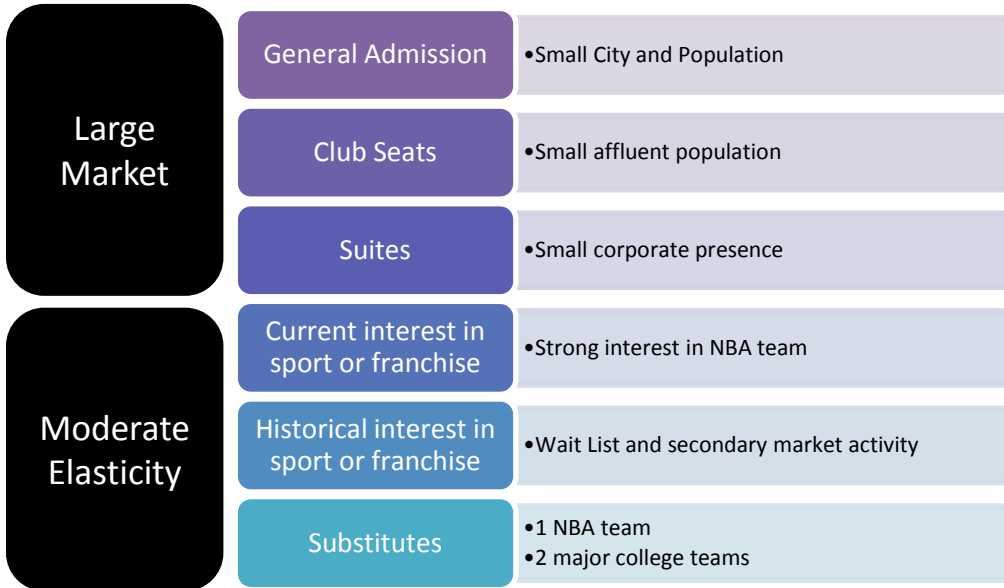 Large
Market
General Admission
•Small City and Population
Club Seats
•Small affluent population
Suites
•Small corporate presence
Moderate
Elasticity
Current interest in
sport or franchise
•Strong interest in NBA team
Historical interest in
sport or franchise
•Wait List and secondary market activity
Substitutes
•1 NBA team
•2 major college teams